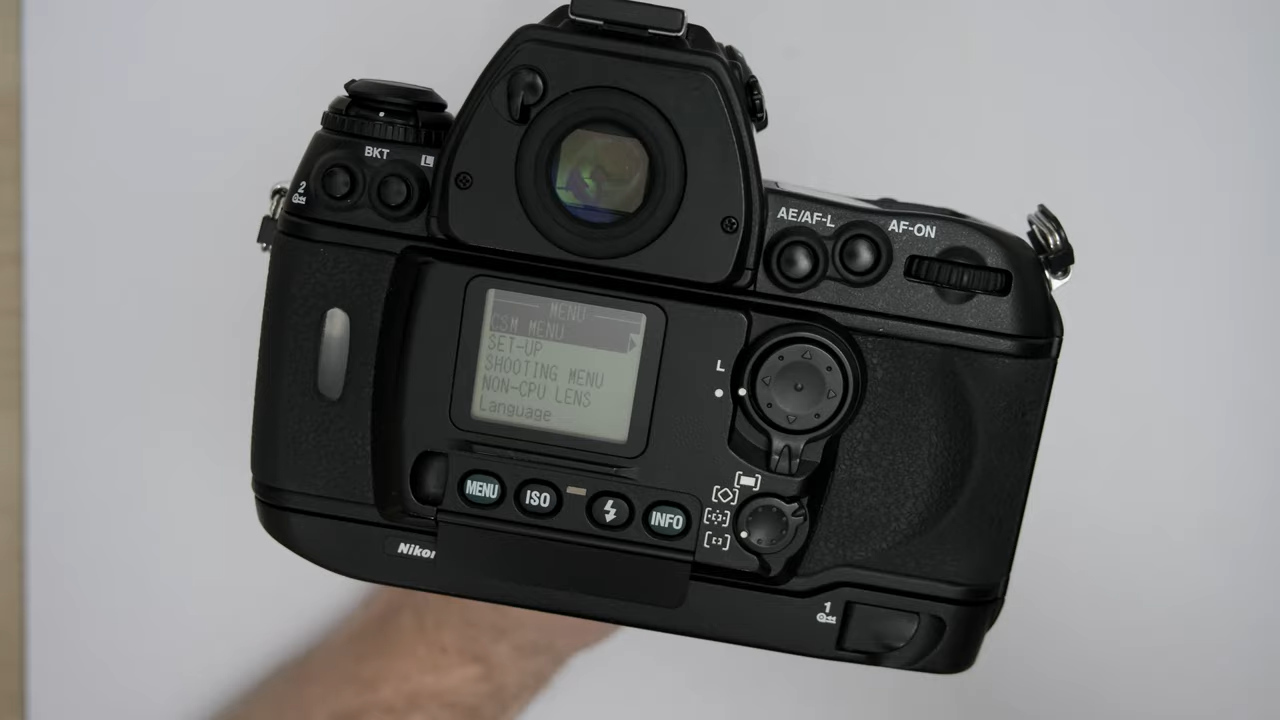 BKT
L
2
AE/AF-L
AF-ON
MENU
CSM MENU
SET-UP
SHOOTING MENU
NON-CPU LENS
Language
L
MENU
ISO
INFO
Nikon
1